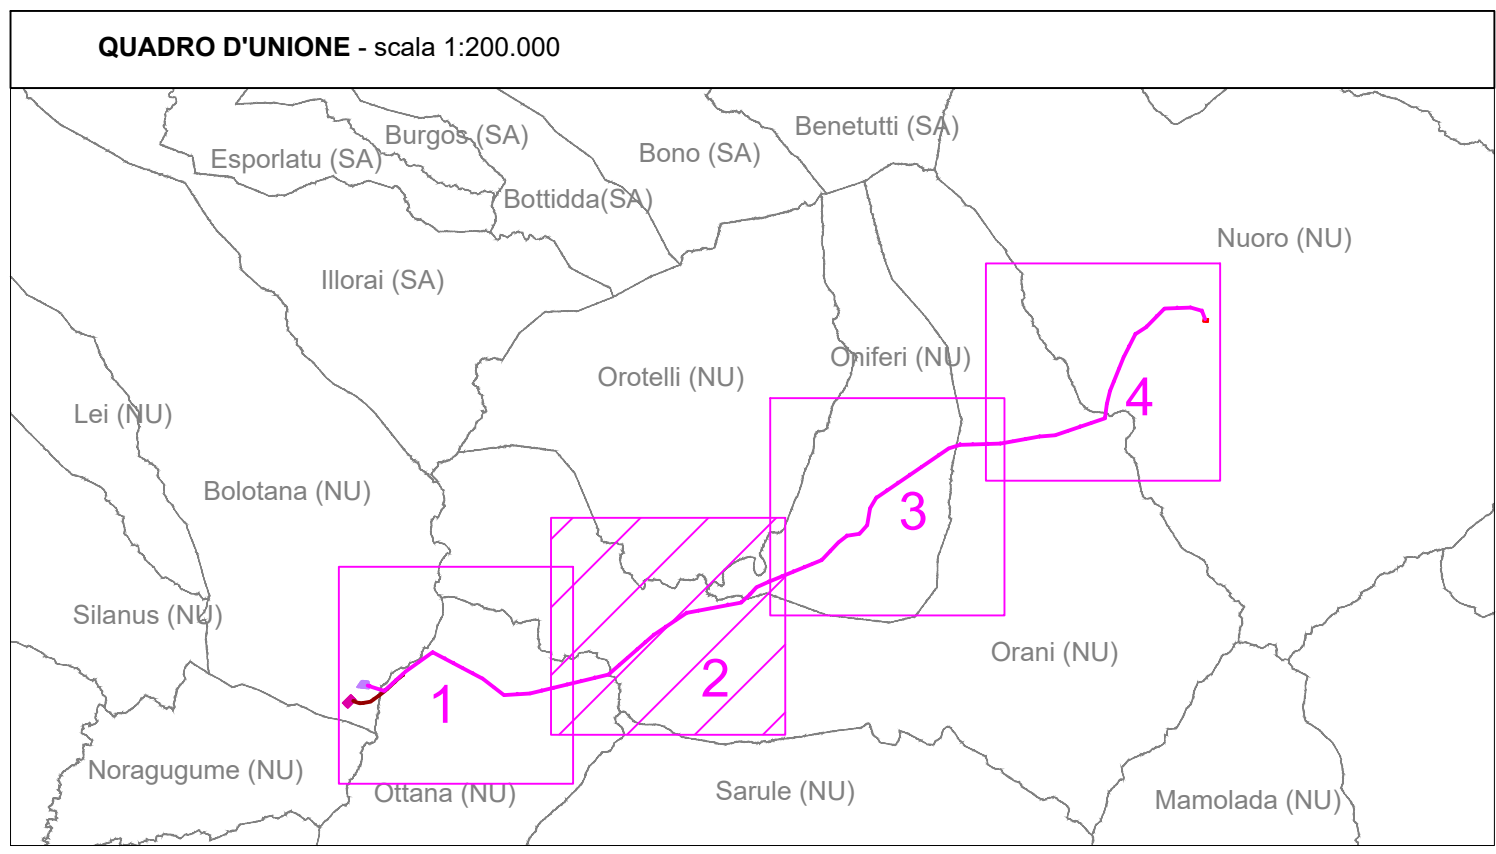 QUADRO D'UNIONE - scala 1:200.000
Benetutti (SA)
Burgos (SA)
Bono (SA)
Esporlatu (SA)
Bottidda(SA)
Nuoro (NU)
Illorai (SA)
Oniferi (NU)
Orotelli (NU)
4
Lei (NU)
Bolotana (NU)
3
Silanus (NU)
Orani (NU)
2
1
Noragugume (NU)
Ottana (NU)
Sarule (NU)
Mamolada (NU)